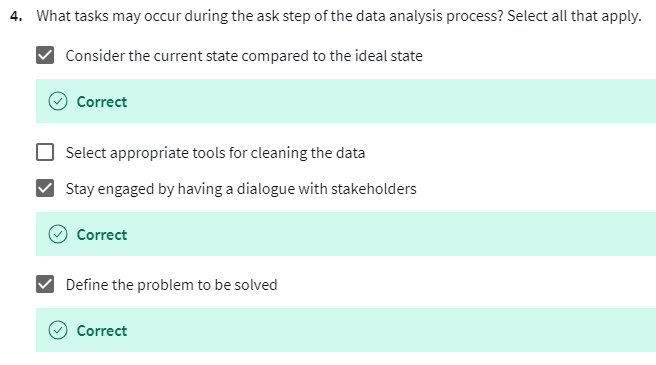 4. What tasks may occur during the ask step of the data analysis process? Select all that apply.
Consider the current state compared to the ideal state
Correct
Select appropriate tools for cleaning the data
Stay engaged by having a dialogue with stakeholders
Correct
Define the problem to be solved
Correct